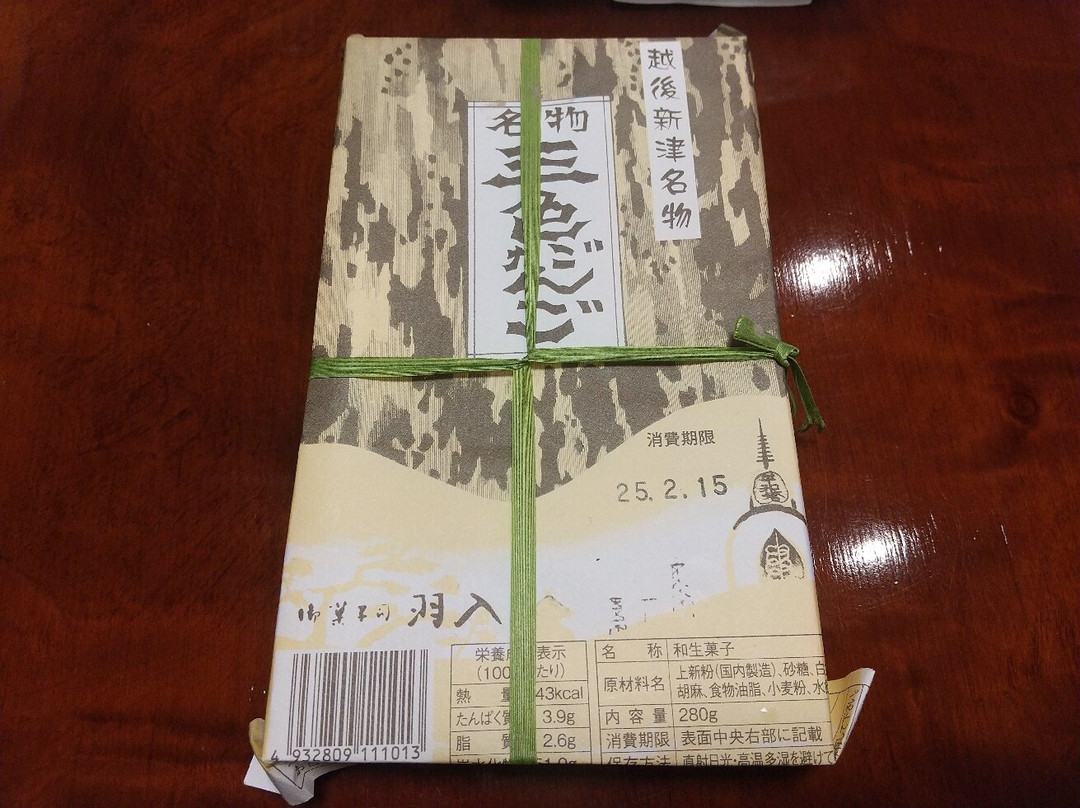 越後新津名物
名物
三色だんご
消費期限
25.2.15
御菓子司 羽入
4 932809 111013
栄養成 表示
(100 たり)
熱 量 43kcal
たんぱく質 3.9g
脂 質 2.6g
名 称 和生菓子
原材料名 上新粉(国内製造)、砂糖、白
胡麻、食物油脂、小麦粉、水
内容量 280g
消費期限 表面中央右部に記載
保存方法 直射日光・高温多湿を避けて